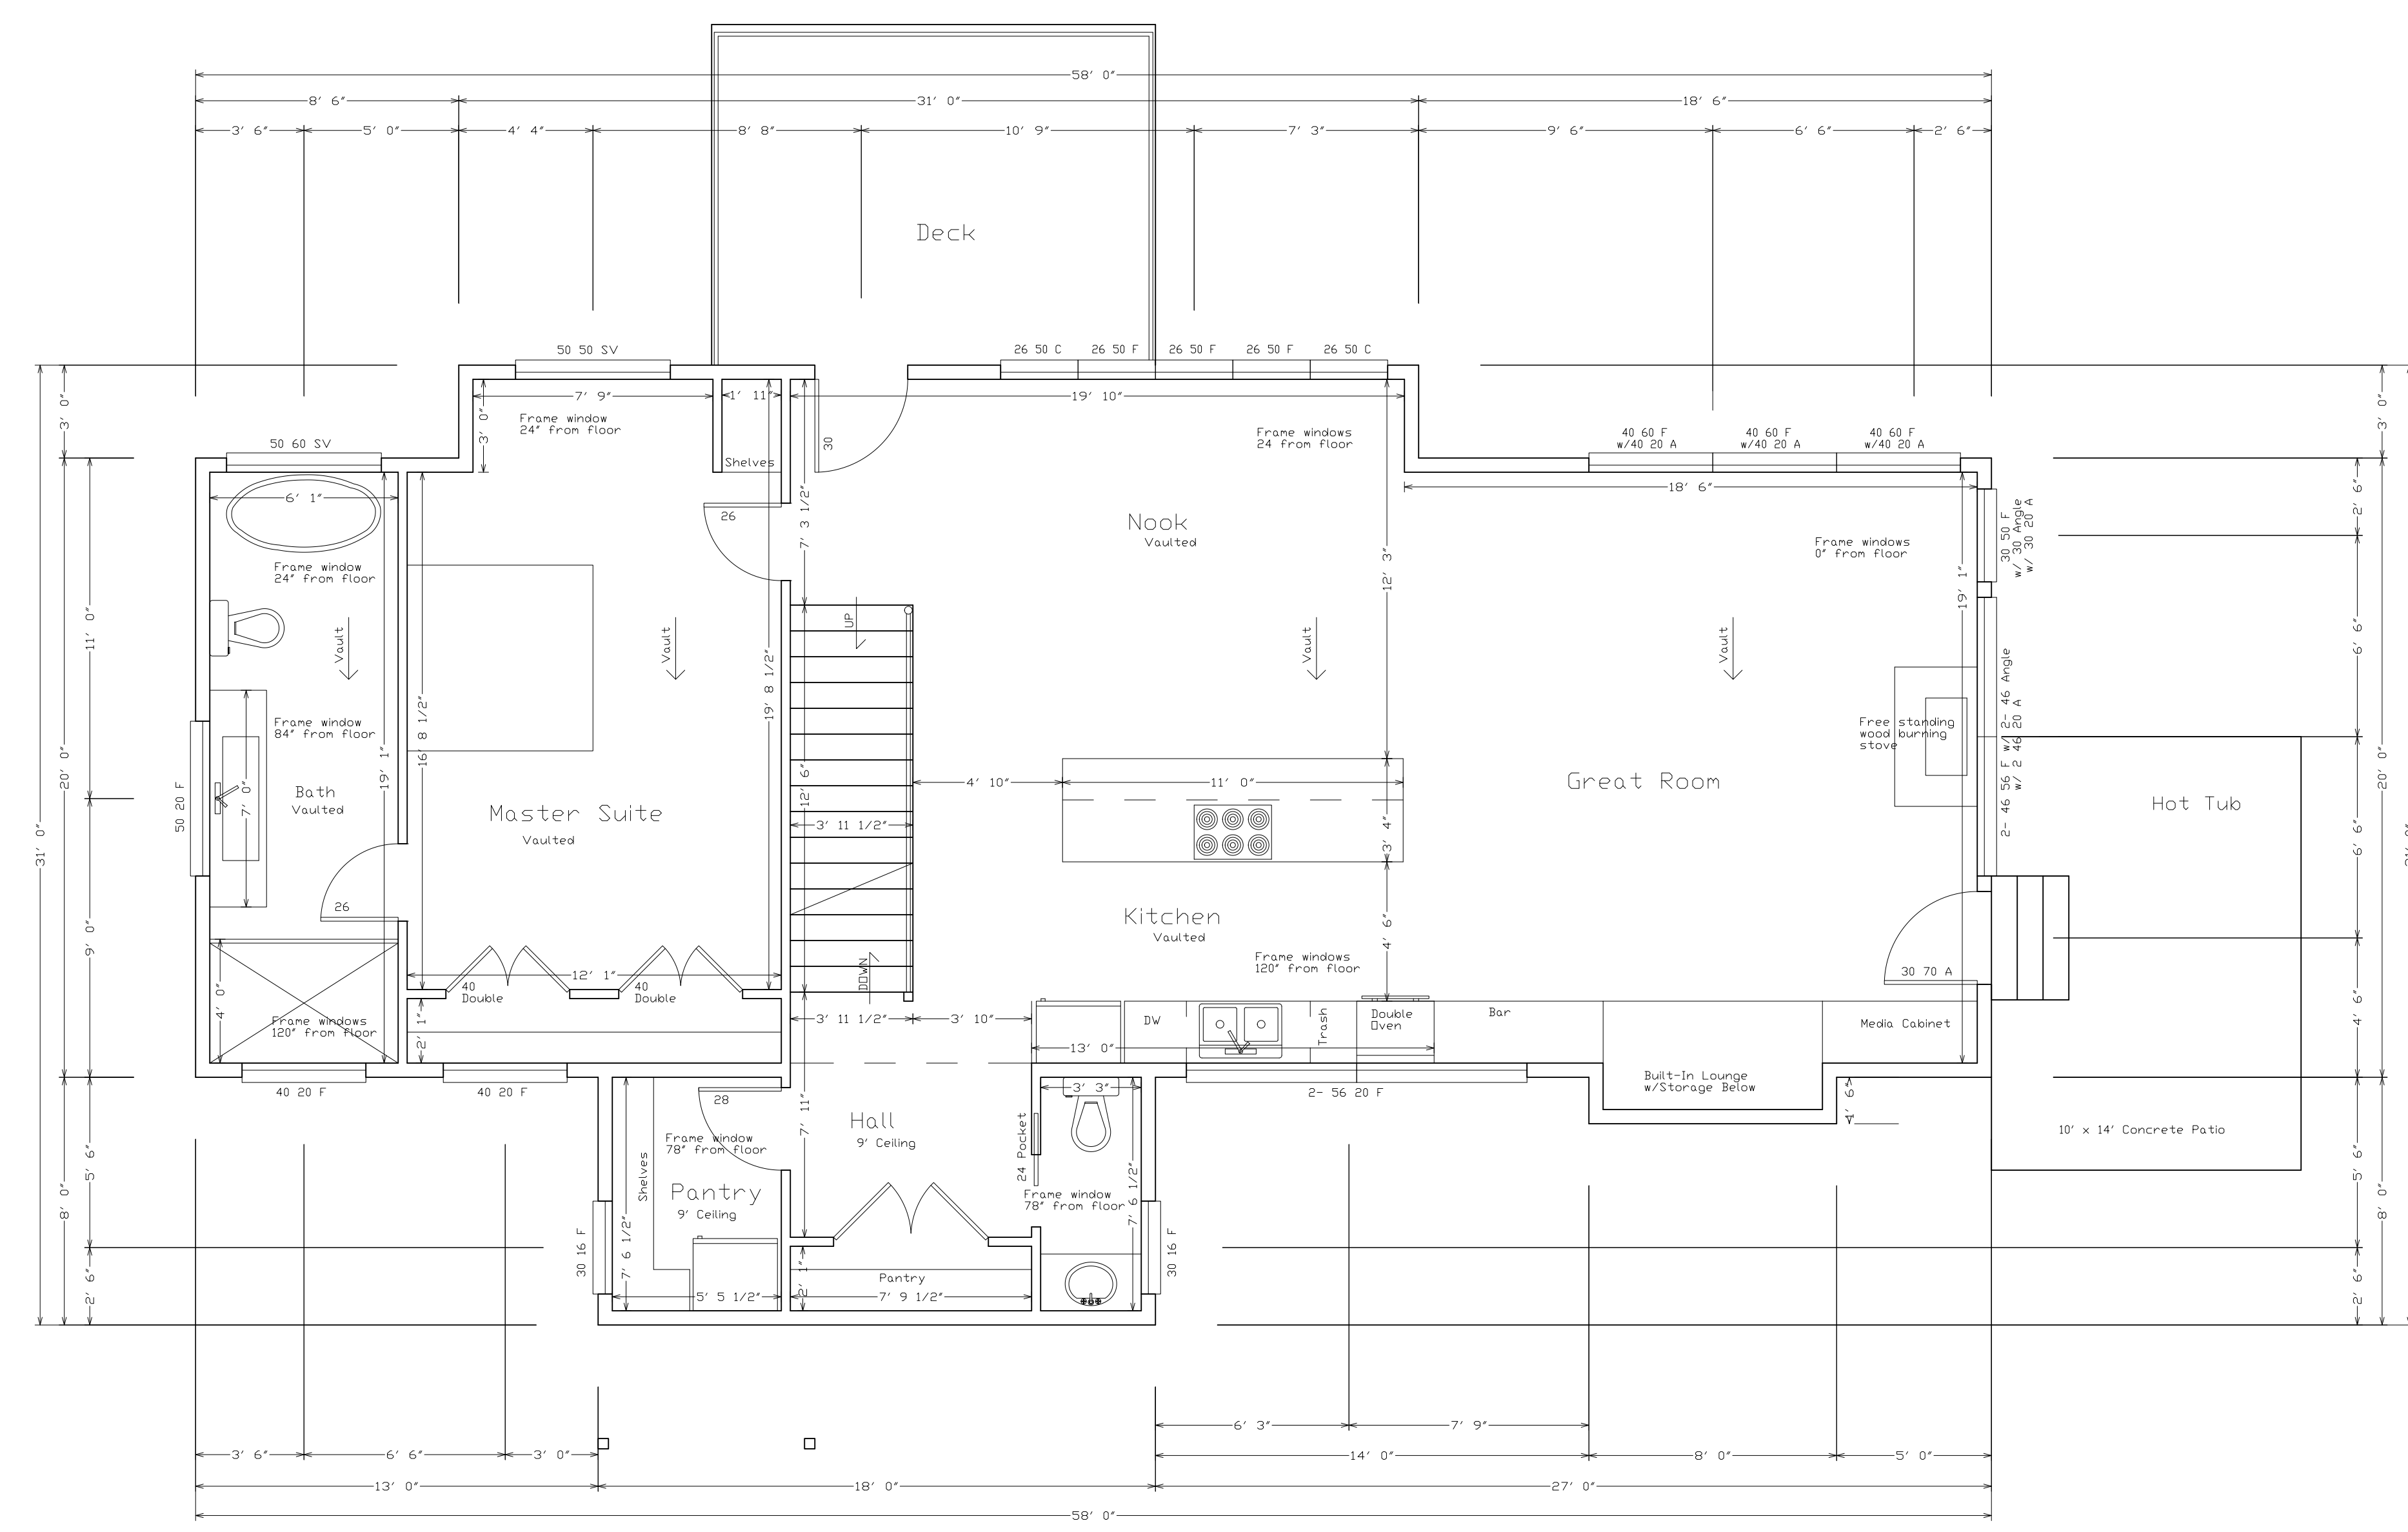 58' 0"
8' 6" 31' 0" 18' 6"
3' 6" 5' 0" 4' 4" 8' 8" 10' 9" 7' 3" 9' 6" 6' 6" 2' 6"
Deck
50 50 SV
26 50 C 26 50 F 26 50 F 26 50 F 26 50 C
7' 9" 1' 11" 19' 10"
3' 0"
3' 0"
3' 0"
Frame window
24" from floor
30
Frame windows
24 from floor
40 60 F 40 60 F 40 60 F
w/40 20 A w/40 20 A w/40 20 A
50 60 SV
Shelves
6' 1"
18' 6"
26
7' 3 1/2"
Nook
Vaulted
Frame windows
0" from floor
30 50 F
w/ 30 Angle
w/ 30 20 A
2' 6"
12' 3"
19' 1"
Frame window
24" from floor
11' 0"
UP
Vault
Vault
Vault
Vault
6' 6"
16' 8 1/2"
19' 8 1/2"
Frame window
84" from floor
Free standing
wood burning
stove
2- 46 56 F w/ 2- 46 Angle
w/ 2 46 20 A
19' 1"
20' 0"
20' 0"
31' 0"
7' 0"
12' 6"
4' 10" 11' 0"
Great Room
Hot Tub
Bath
Vaulted
50 20 F
Master Suite
Vaulted
3' 11 1/2"
3' 4"
6' 6"
26
Kitchen
Vaulted
4' 6"
9' 0"
Frame windows
120" from floor
DOWN
12' 1"
30 70 A
40
Double
40
Double
4' 0"
2' 1"
4' 6"
3' 11 1/2" 3' 10"
DW
Trash
Double
Oven
Bar
Media Cabinet
Frame windows
120" from floor
13' 0"
Built-In Lounge
w/Storage Below
1' 6"
40 20 F 40 20 F
28
3' 3"
2- 56 20 F
7' 11"
Hall
9' Ceiling
10' x 14' Concrete Patio
Frame window
78" from floor
24 Pocket
5' 6"
5' 6"
Shelves
Pantry
9' Ceiling
Frame window
78" from floor
8' 0"
8' 0"
7' 6 1/2"
7' 6 1/2"
30 16 F
30 16 F
2' 6"
2' 6"
2' 1"
Pantry
5' 5 1/2" 7' 9 1/2"
6' 3" 7' 9"
3' 6" 6' 6" 3' 0" 14' 0" 8' 0" 5' 0"
13' 0" 18' 0" 27' 0"
58' 0"